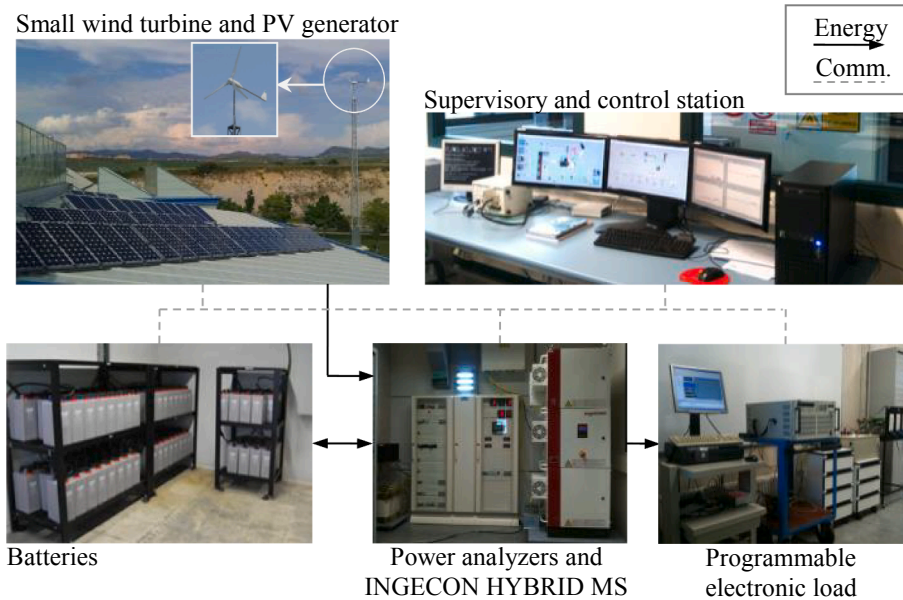 Small wind turbine and PV generator
Energy
Comm.
Supervisory and control station
Batteries
Power analyzers and
INGECON HYBRID MS
Programmable
electronic load